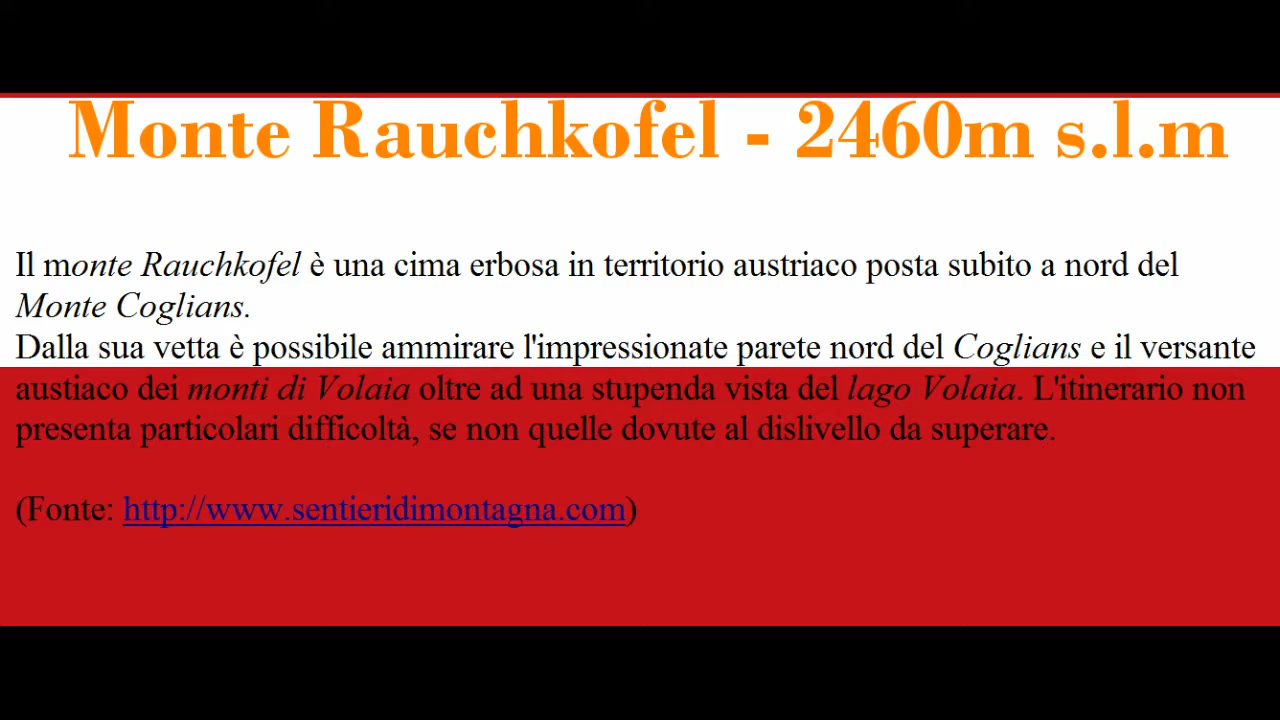 Monte Rauchkofel - 2460m s.l.m
Il monte Rauchkofel è una cima erbosa in territorio austriaco posta subito a nord del
Monte Coglians.
Dalla sua vetta è possibile ammirare l'impressionate parete nord del Coglians e il versante
austiaco dei monti di Volaia oltre ad una stupenda vista del lago Volaia. L'itinerario non
presenta particolari difficoltà, se non quelle dovute al dislivello da superare.
(Fonte: http://www.sentieridimontagna.com)